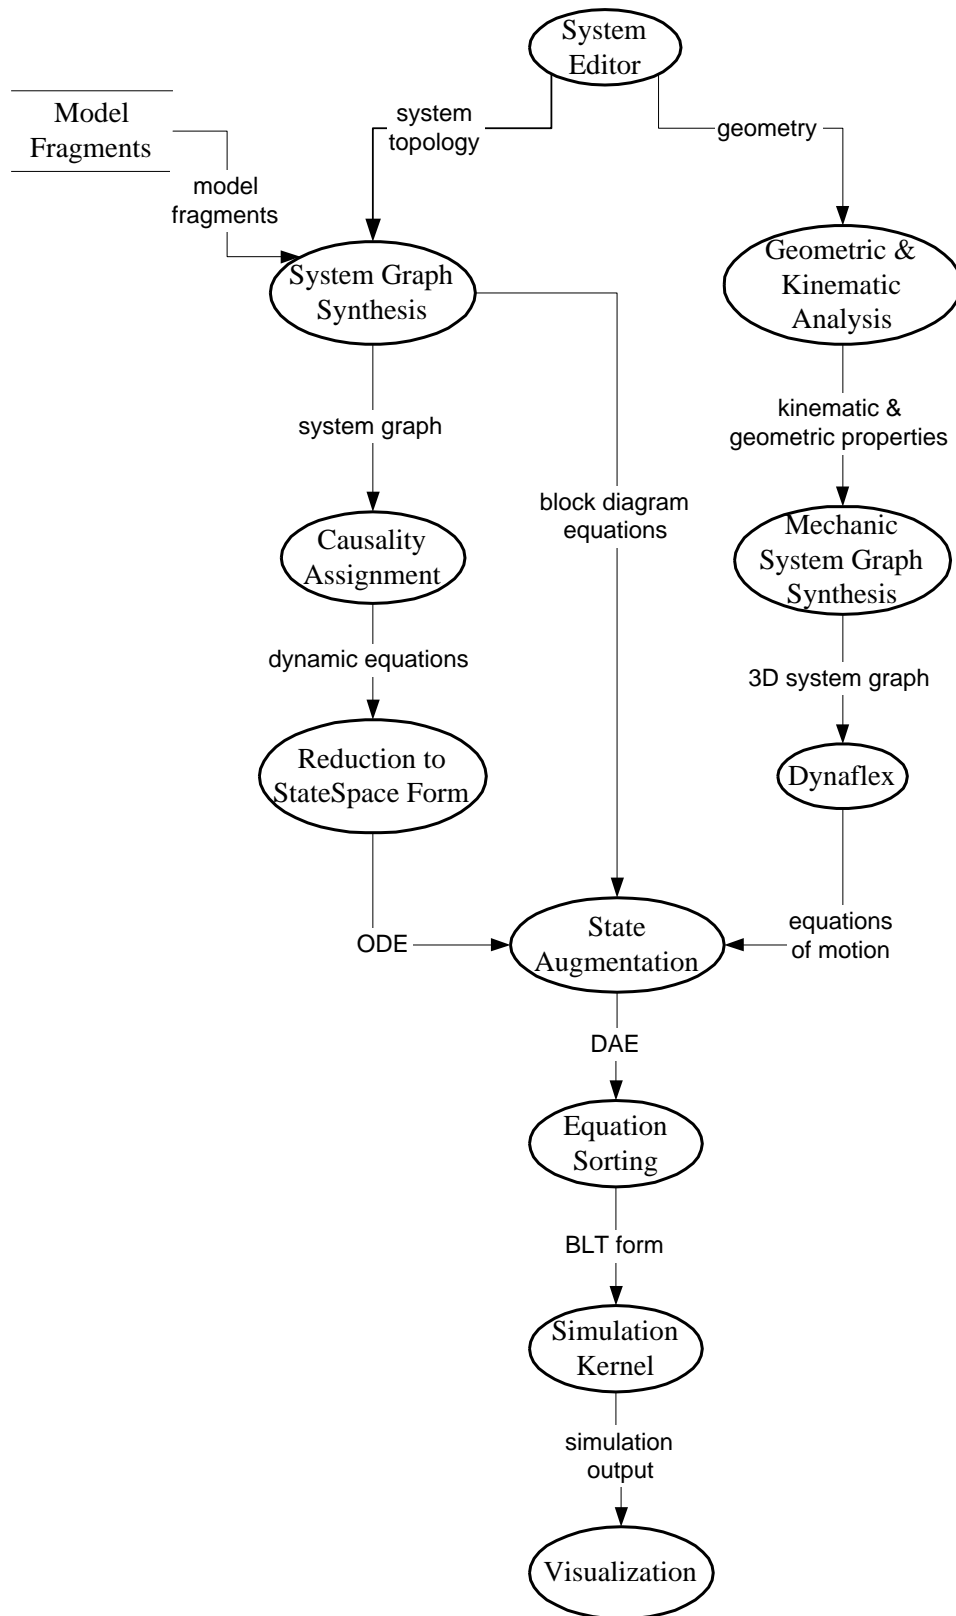 System
Editor
Model
Fragments
system
topology
geometry
model
fragments
System Graph
Synthesis
Geometric &
Kinematic
Analysis
system graph
kinematic &
geometric properties
block diagram
equations
Causality
Assignment
Mechanic
System Graph
Synthesis
dynamic equations
3D system graph
Reduction to
StateSpace Form
Dynaflex
ODE
State
Augmentation
equations
of motion
DAE
Equation
Sorting
BLT form
Simulation
Kernel
simulation
output
Visualization